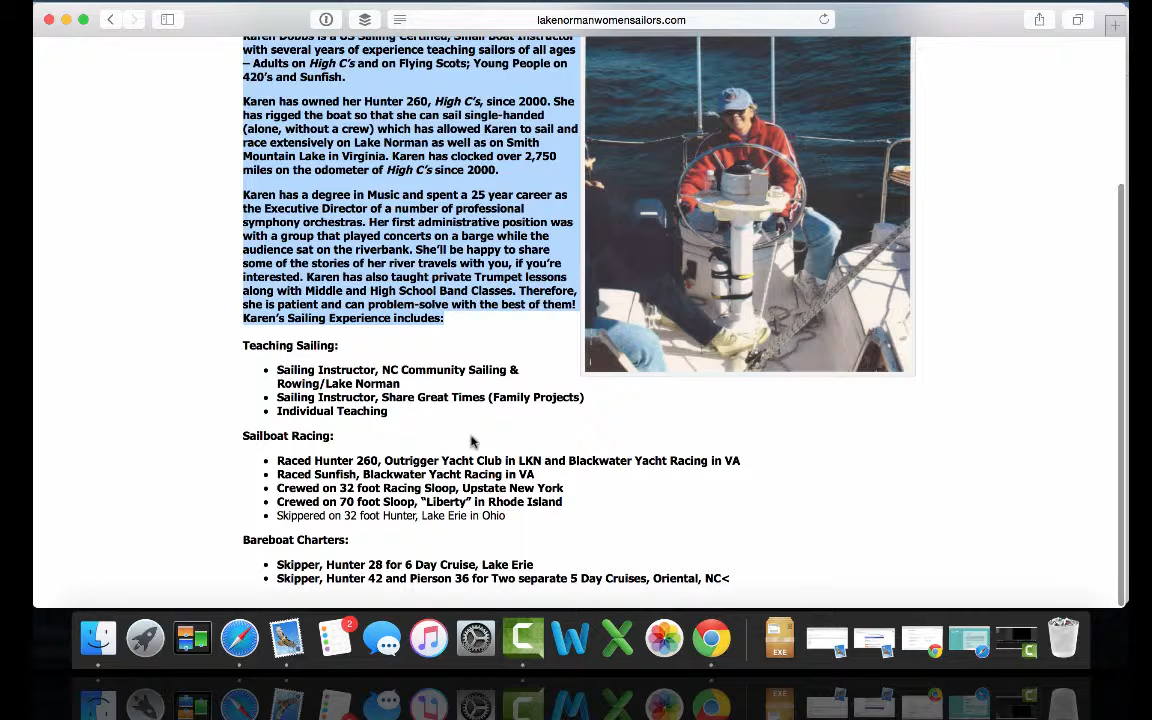 lakenormanwomensailors.com
Karen Dobbs is a US Sailing Certified, Small Boat Instructor
with several years of experience teaching sailors of all ages
– Adults on High C's and on Flying Scots; Young People on
420's and Sunfish.
Karen has owned her Hunter 260, High C's, since 2000. She
has rigged the boat so that she can sail single-handed
(alone, without a crew) which has allowed Karen to sail and
race extensively on Lake Norman as well as on Smith
Mountain Lake in Virginia. Karen has clocked over 2,750
miles on the odometer of High C's since 2000.
Karen has a degree in Music and spent a 25 year career as
the Executive Director of a number of professional
symphony orchestras. Her first administrative position was
with a group that played concerts on a barge while the
audience sat on the riverbank. She'll be happy to share
some of the stories of her river travels with you, if you're
interested. Karen has also taught private Trumpet lessons
along with Middle and High School Band Classes. Therefore,
she is patient and can problem-solve with the best of them!
Karen's Sailing Experience includes:
Teaching Sailing:
• Sailing Instructor, NC Community Sailing &
Rowing/Lake Norman
• Sailing Instructor, Share Great Times (Family Projects)
• Individual Teaching
Sailboat Racing:
• Raced Hunter 260, Outrigger Yacht Club in LKN and Blackwater Yacht Racing in VA
• Raced Sunfish, Blackwater Yacht Racing in VA
• Crewed on 32 foot Racing Sloop, Upstate New York
• Crewed on 70 foot Sloop, "Liberty" in Rhode Island
• Skippered on 32 foot Hunter, Lake Erie in Ohio
Bareboat Charters:
• Skipper, Hunter 28 for 6 Day Cruise, Lake Erie
• Skipper, Hunter 42 and Pierson 36 for Two separate 5 Day Cruises, Oriental, NC<
2
EXE